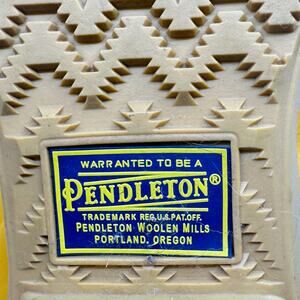 WARRANTED TO BE A
PENDLETON®
TRADEMARK REG.U.S.PAT.OFF.
PENDLETON WOOLEN MILLS
PORTLAND, OREGON